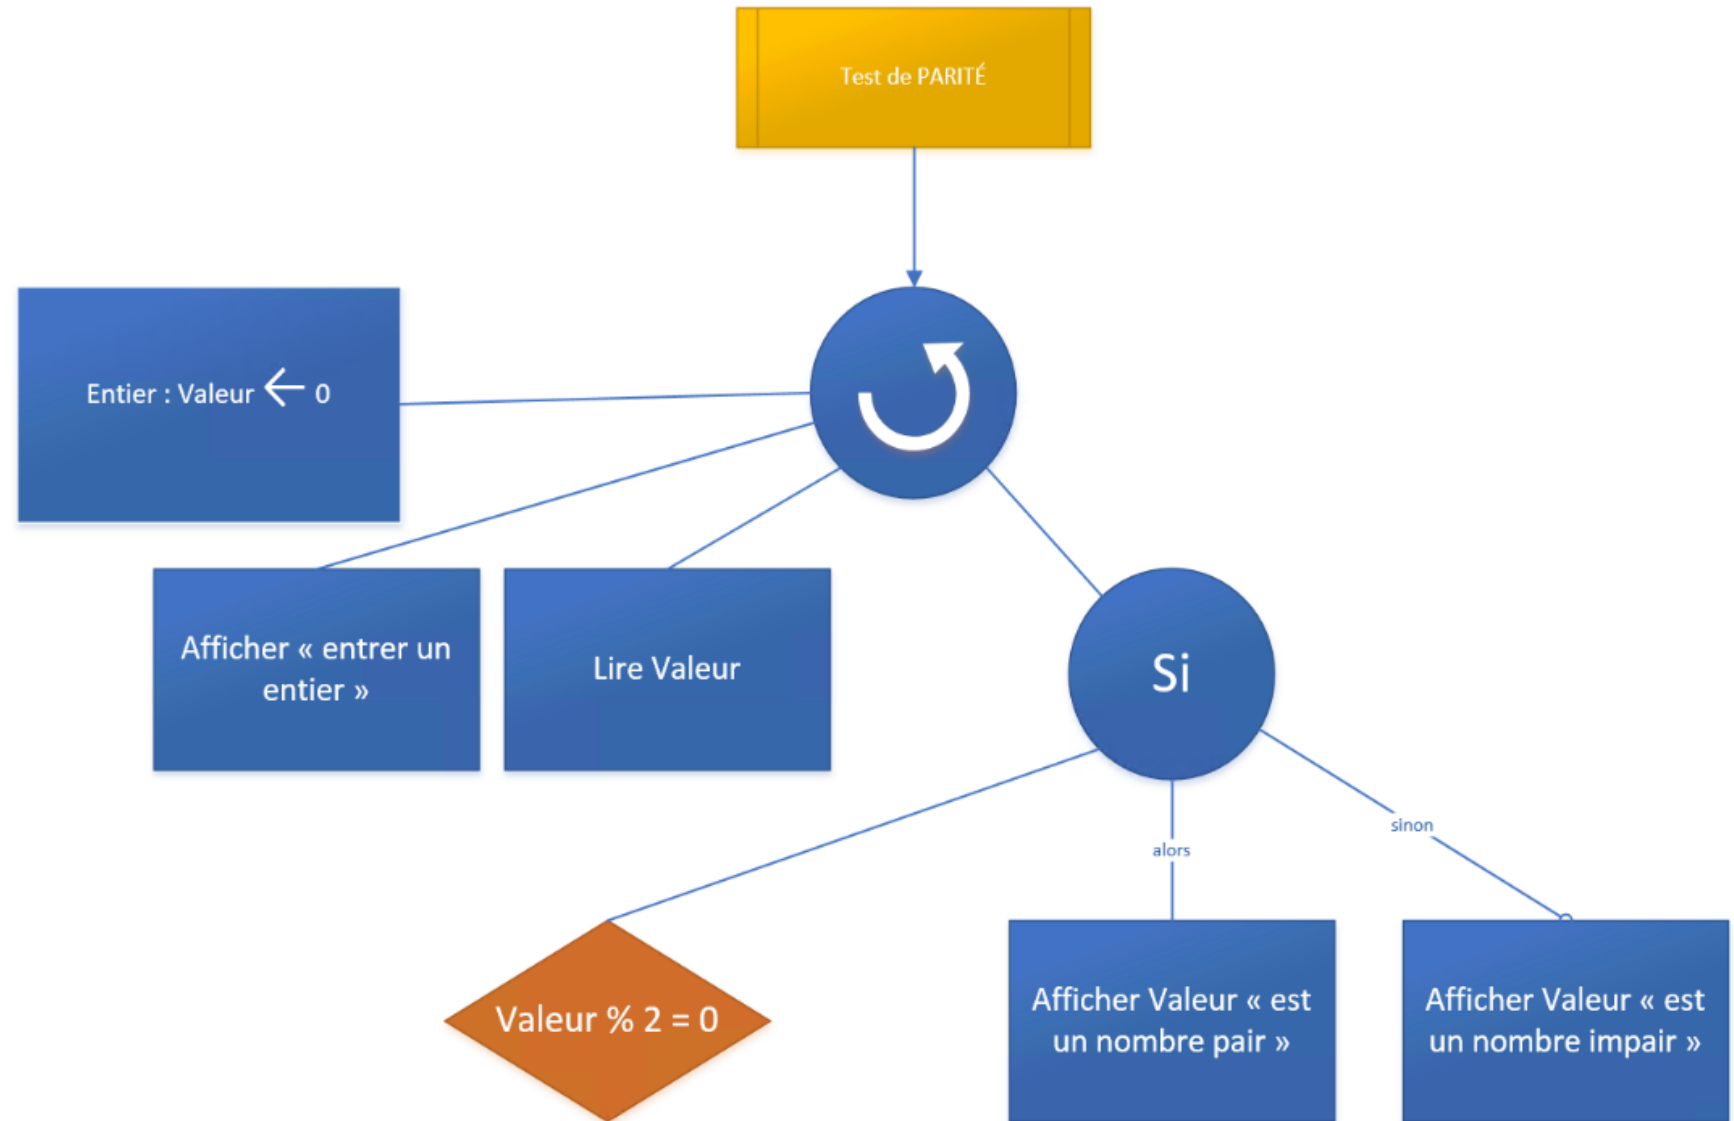 Test de PARITÉ
Entier : Valeur ← 0
Afficher « entrer un
entier »
Lire Valeur
Si
sinon
alors
Valeur % 2 = 0
Afficher Valeur « est
un nombre pair »
Afficher Valeur « est
un nombre impair »